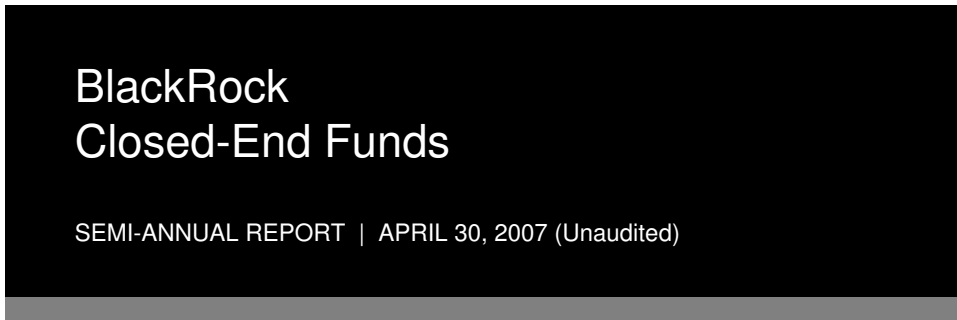 BlackRock
Closed-End Funds
SEMI-ANNUAL REPORT | APRIL 30, 2007 (Unaudited)